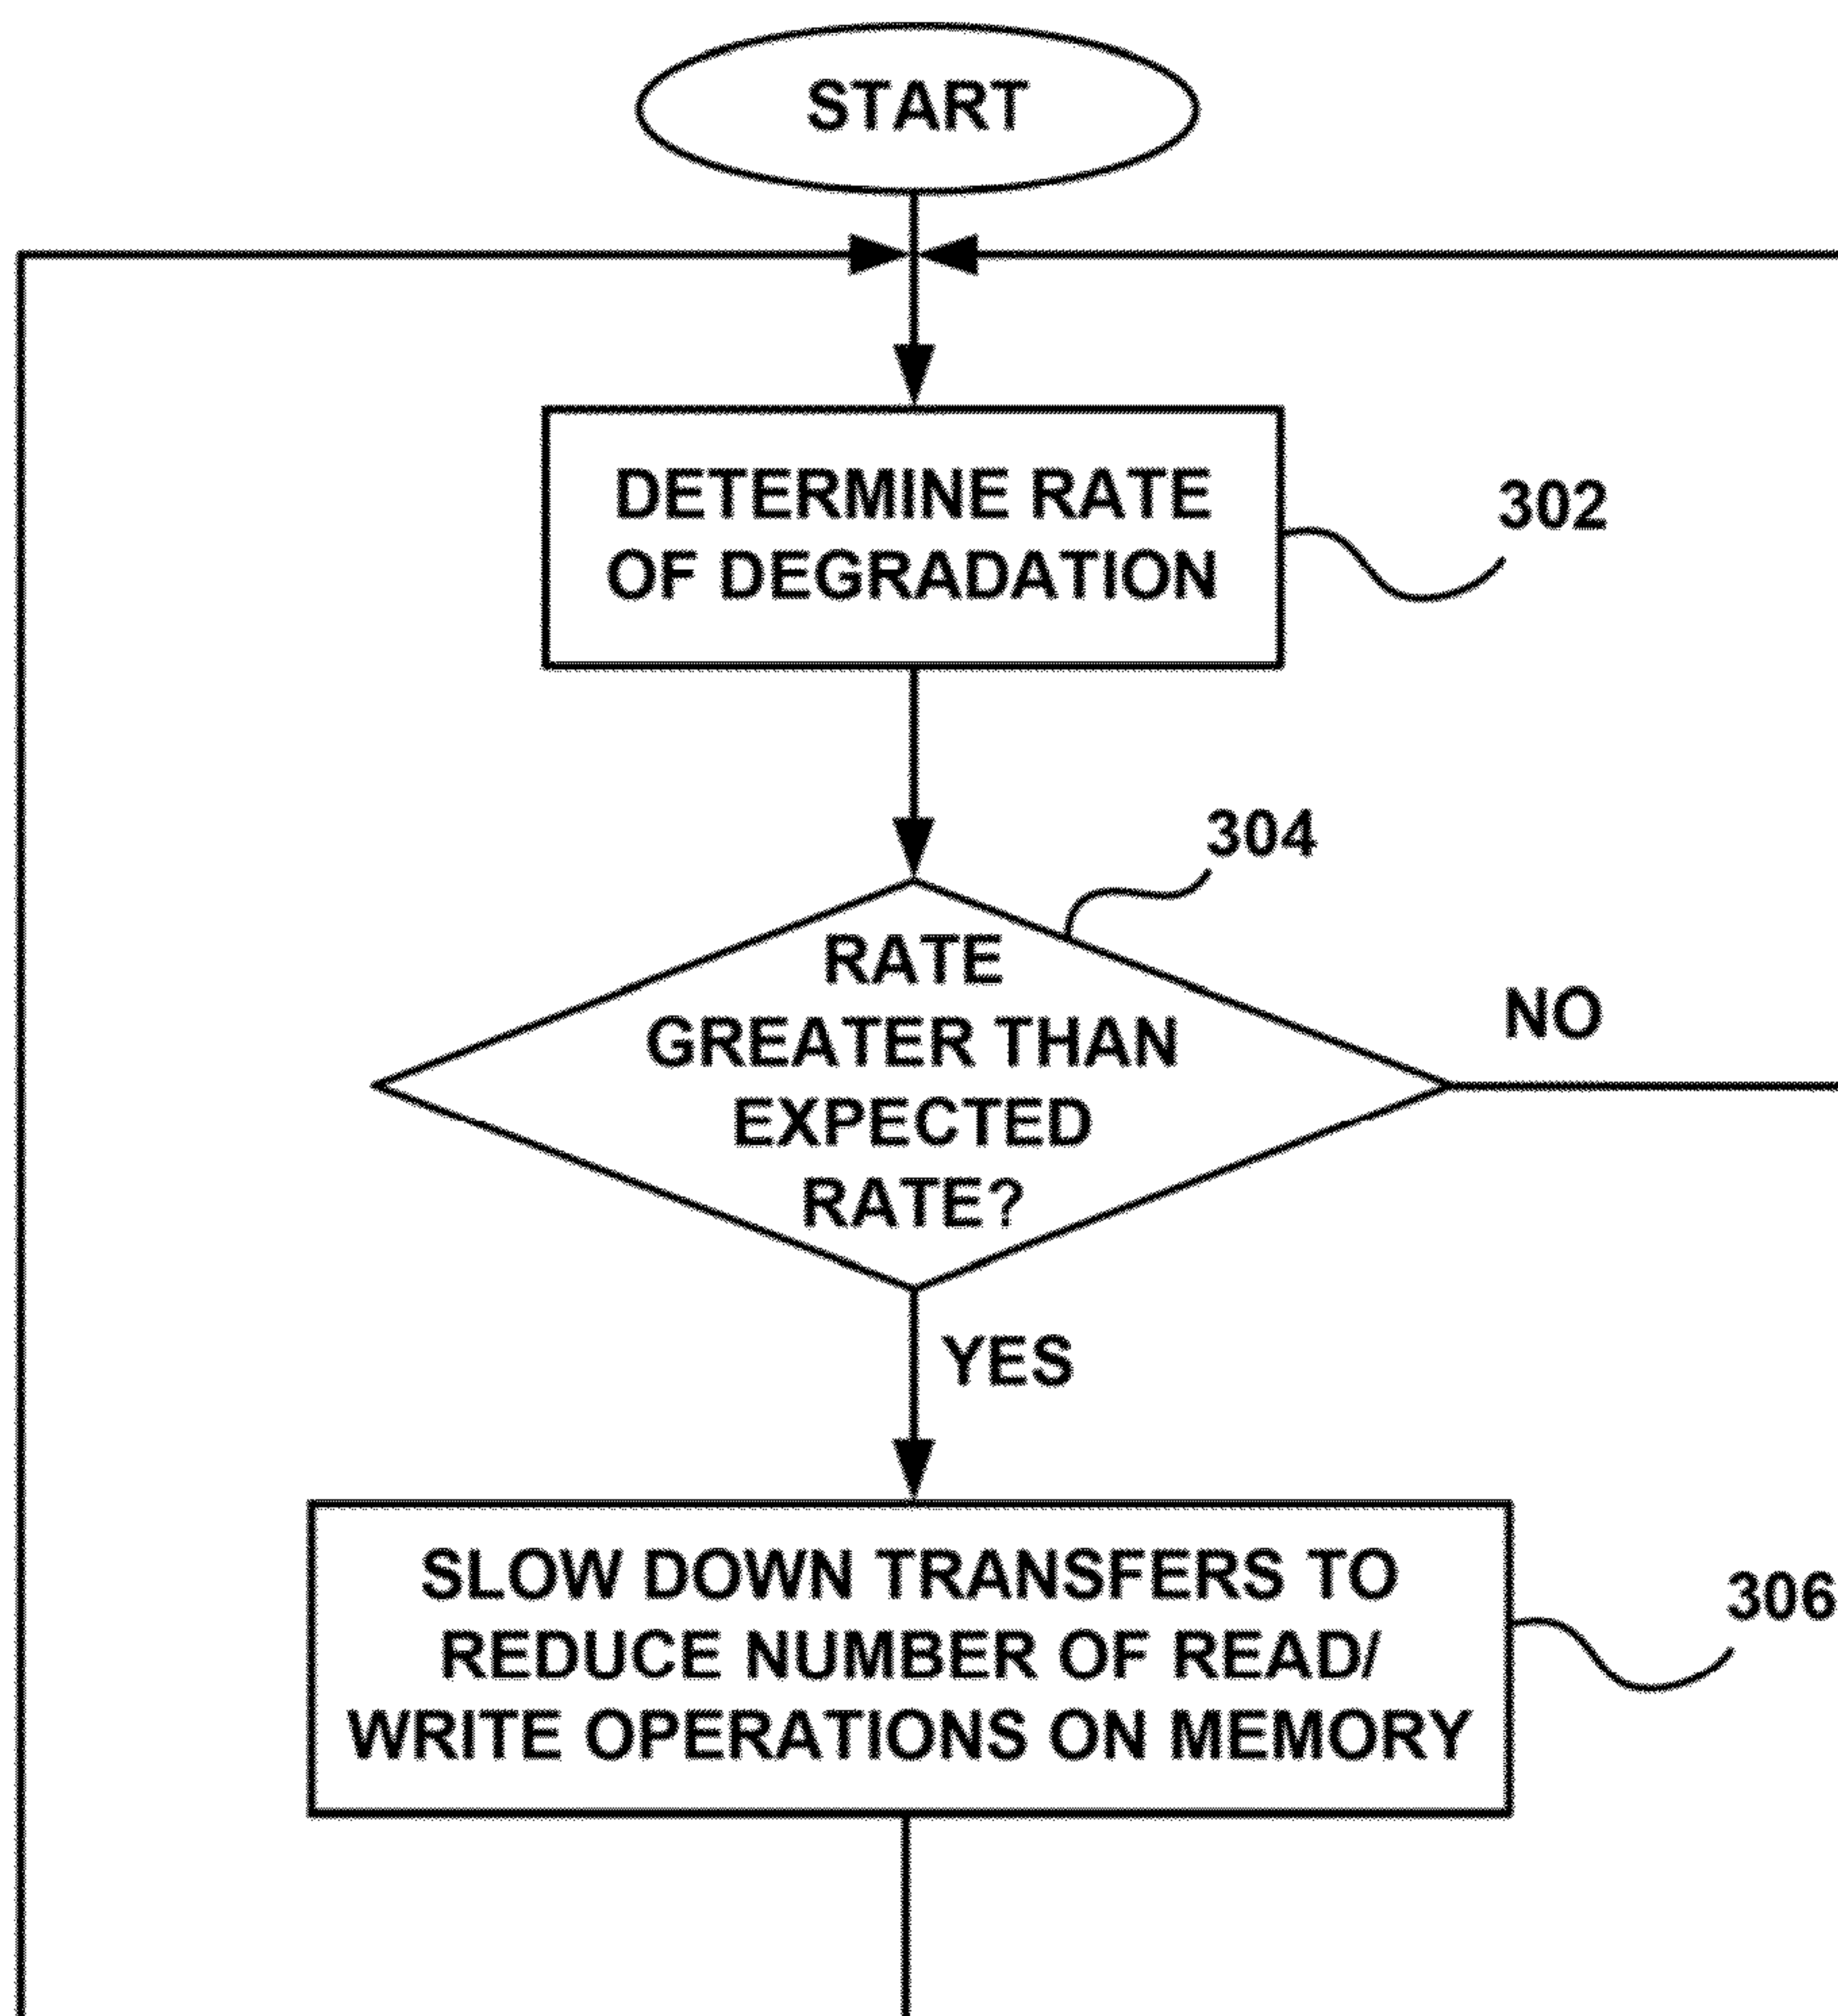 START
DETERMINE RATE
OF DEGRADATION
302
304
RATE
GREATER THAN
EXPECTED
RATE?
NO
YES
SLOW DOWN TRANSFERS TO
REDUCE NUMBER OF READ/
WRITE OPERATIONS ON MEMORY
306